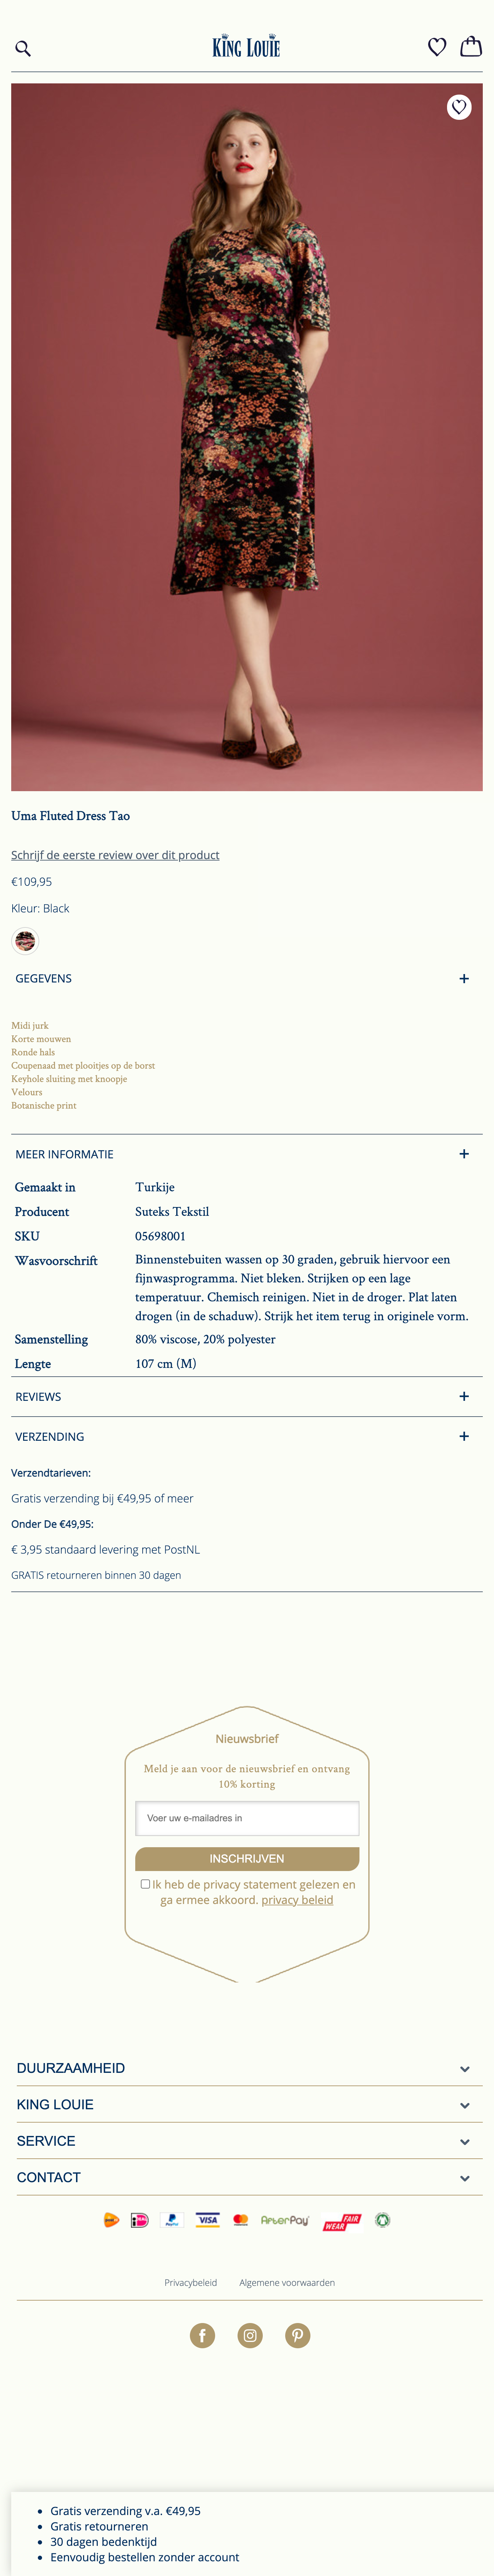 KING LOUIE
Uma Fluted Dress Tao
Schrijf de eerste review over dit product
€109,95
Kleur: Black
GEGEVENS
Midi jurk
Korte mouwen
Ronde hals
Coupenaad met plooitjes op de borst
Keyhole sluiting met knoopje
Velours
Botanische print
MEER INFORMATIE
Gemaakt in Turkije
Producent Suteks Tekstil
SKU 05698001
Wasvoorschrift Binnenstebuiten wassen op 30 graden, gebruik hiervoor een
fijnwasprogramma. Niet bleken. Strijken op een lage
temperatuur. Chemisch reinigen. Niet in de droger. Plat laten
drogen (in de schaduw). Strijk het item terug in originele vorm.
Samenstelling 80% viscose, 20% polyester
Lengte 107 cm (M)
REVIEWS
VERZENDING
Verzendtarieven:
Gratis verzending bij €49,95 of meer
Onder De €49,95:
€ 3,95 standaard levering met PostNL
GRATIS retourneren binnen 30 dagen
Nieuwsbrief
Meld je aan voor de nieuwsbrief en ontvang
10% korting
Voer uw e-mailadres in
INSCHRIJVEN
Ik heb de privacy statement gelezen en
ga ermee akkoord. privacy beleid
DUURZAAMHEID
KING LOUIE
SERVICE
CONTACT
PayPal VISA AfterPay FAIR WEAR
Privacybeleid Algemene voorwaarden
Gratis verzending v.a. €49,95
Gratis retourneren
30 dagen bedenktijd
Eenvoudig bestellen zonder account